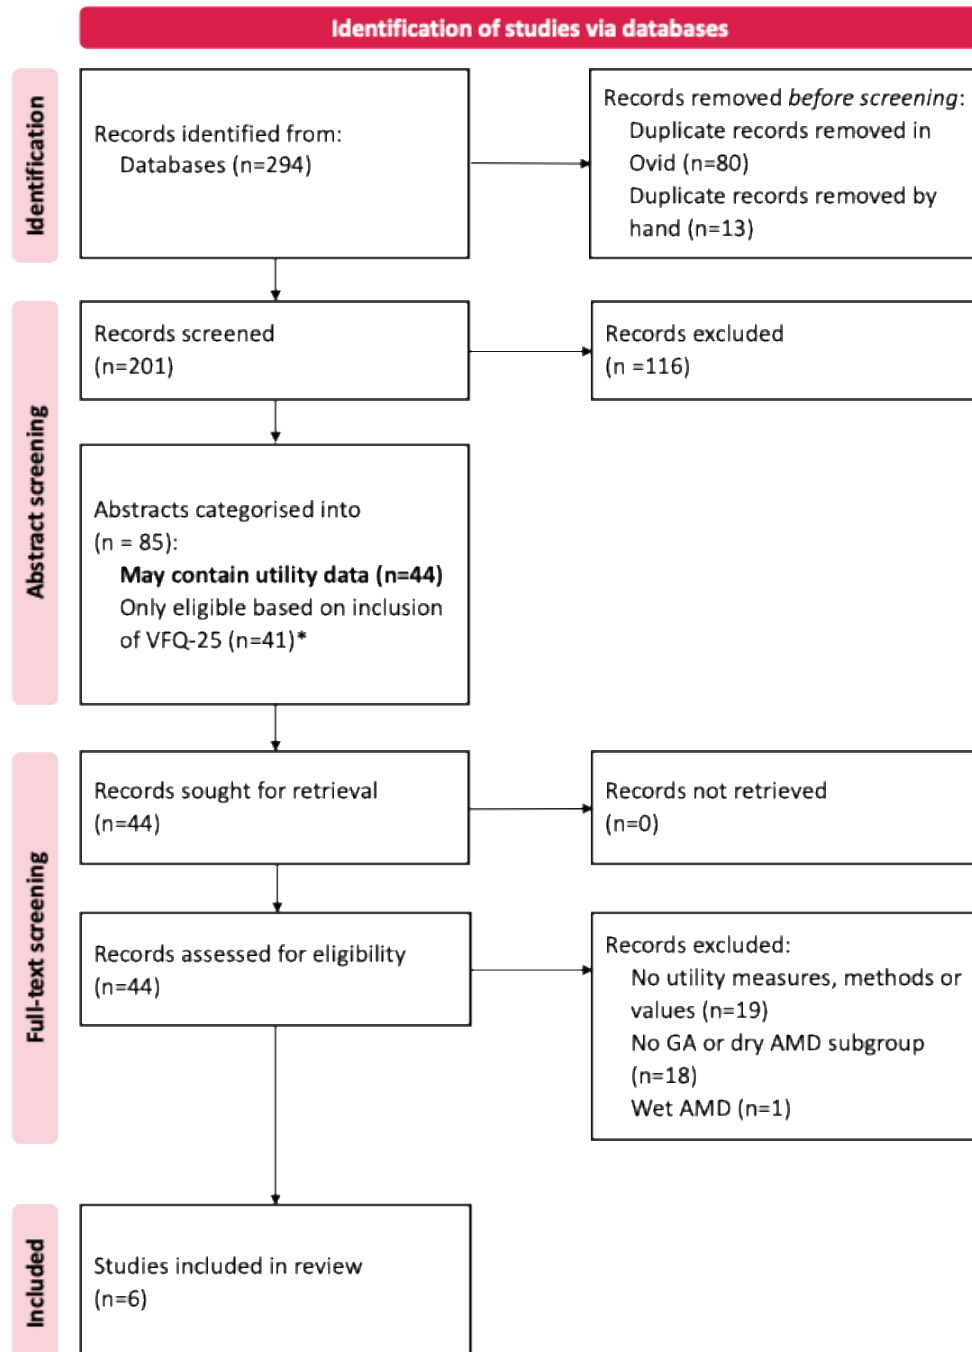 Identification of studies via databases
Identification
Records identified from:
Databases (n=294)
Records removed before screening:
Duplicate records removed in
Ovid (n=80)
Duplicate records removed by
hand (n=13)
Abstract screening
Records screened
(n=201)
Records excluded
(n =116)
Abstracts categorised into
(n = 85):
May contain utility data (n=44)
Only eligible based on inclusion
of VFQ-25 (n=41)*
Full-text screening
Records sought for retrieval
(n=44)
Records not retrieved
(n=0)
Records assessed for eligibility
(n=44)
Records excluded:
No utility measures, methods or
values (n=19)
No GA or dry AMD subgroup
(n=18)
Wet AMD (n=1)
Included
Studies included in review
(n=6)